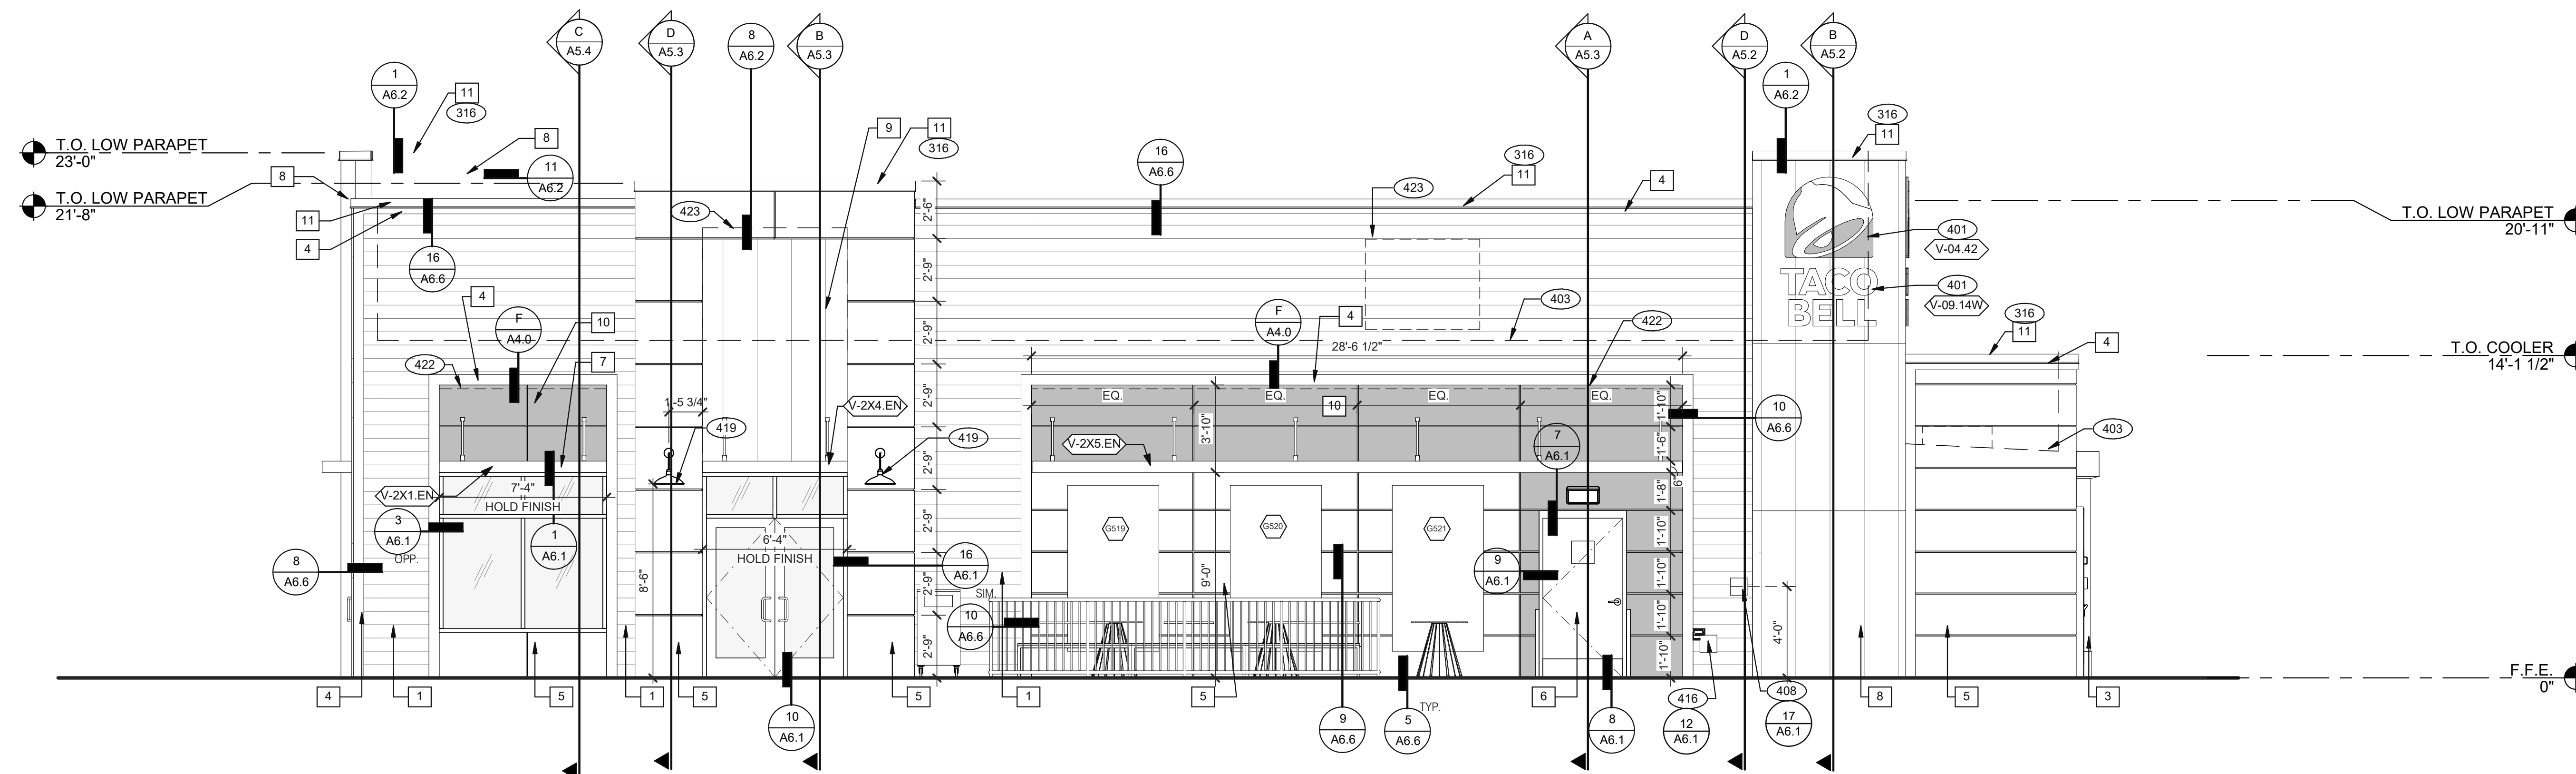 C
A5.4
D
A5.3
8
A6.2
B
A5.3
A
A5.3
D
A5.2
B
A5.2
1
A6.2
11
316
1
A6.2
316
11
T.O. LOW PARAPET
23'-0"
8
11
A6.2
9
11
316
16
A6.6
316
11
4
423
T.O. LOW PARAPET
21'-8"
8
11
4
16
A6.6
423
2'-6"
2'-9"
2'-9"
2'-9"
2'-9"
2'-9"
2'-9"
2'-9"
T.O. LOW PARAPET
20'-11"
401
V-04.42
401
V-09.14W
TACO
BELL
4
F
A4.0
10
7
422
403
F
A4.0
4
422
28'-6 1/2"
316
11
4
T.O. COOLER
14'-1 1/2"
1'-5 3/4"
V-2X4.EN
419
419
EQ.
EQ.
EQ.
EQ.
10
3'-10"
V-2X5.EN
7
A6.1
1'-10"
1'-6"
6"
1'-8"
1'-10"
1'-10"
1'-10"
1'-10"
10
A6.6
403
V-2X1.EN
7'-4"
HOLD FINISH
3
A6.1
OPP.
1
A6.1
8
A6.6
8'-6"
6'-4"
HOLD FINISH
16
A6.1
SIM.
10
A6.6
G519
G520
G521
9'-0"
9
A6.1
4'-0"
F.F.E.
0"
4
1
5
1
5
10
A6.1
5
1
5
9
A6.6
5
A6.6
TYP.
6
8
A6.1
416
12
A6.1
408
17
A6.1
8
5
3